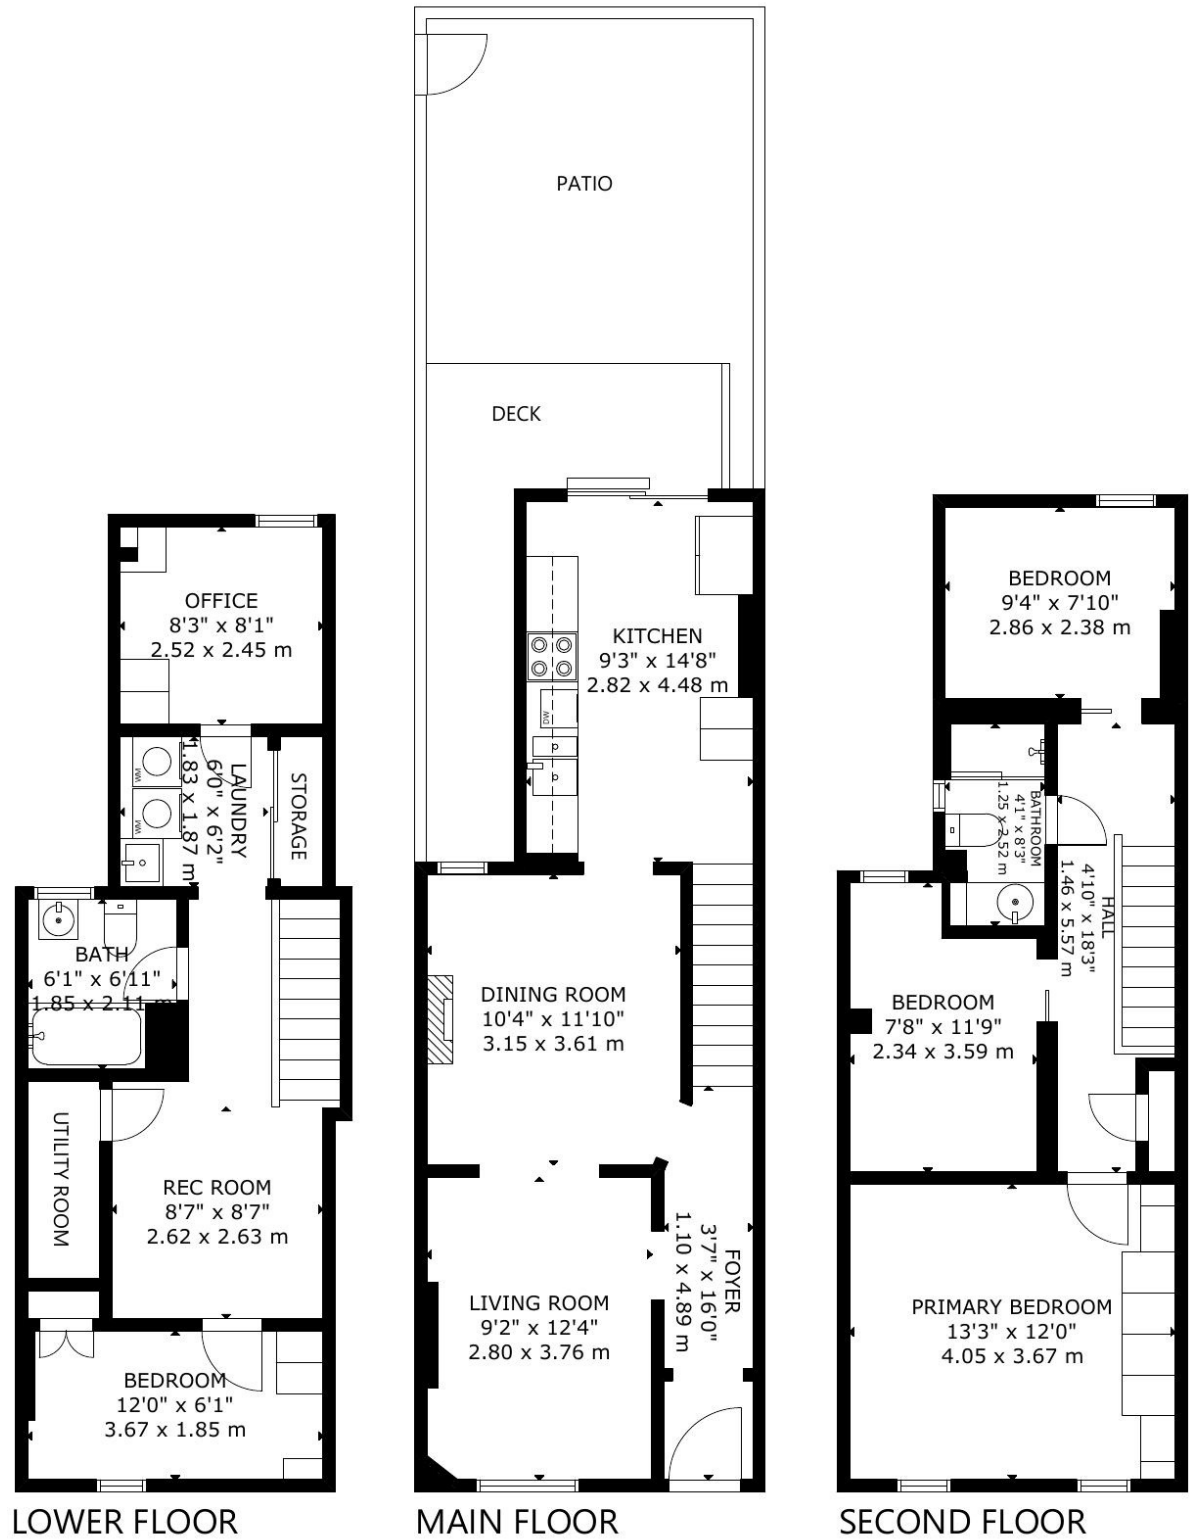 OFFICE
8'3" x 8'1"
2.52 x 2.45 m
WM
WM
LAUNDRY
6'0" x 6'2"
1.83 x 1.87 m
STORAGE
BATH
6'1" x 6'11"
1.85 x 2.11 m
UTILITY ROOM
REC ROOM
8'7" x 8'7"
2.62 x 2.63 m
BEDROOM
12'0" x 6'1"
3.67 x 1.85 m
LOWER FLOOR
PATIO
DECK
KITCHEN
9'3" x 14'8"
2.82 x 4.48 m
DW
DINING ROOM
10'4" x 11'10"
3.15 x 3.61 m
LIVING ROOM
9'2" x 12'4"
2.80 x 3.76 m
FOYER
3'7" x 16'0"
1.10 x 4.89 m
MAIN FLOOR
BEDROOM
9'4" x 7'10"
2.86 x 2.38 m
BATHROOM
4'1" x 8'3"
1.25 x 2.52 m
HALL
4'10" x 18'3"
1.46 x 5.57 m
BEDROOM
7'8" x 11'9"
2.34 x 3.59 m
PRIMARY BEDROOM
13'3" x 12'0"
4.05 x 3.67 m
SECOND FLOOR